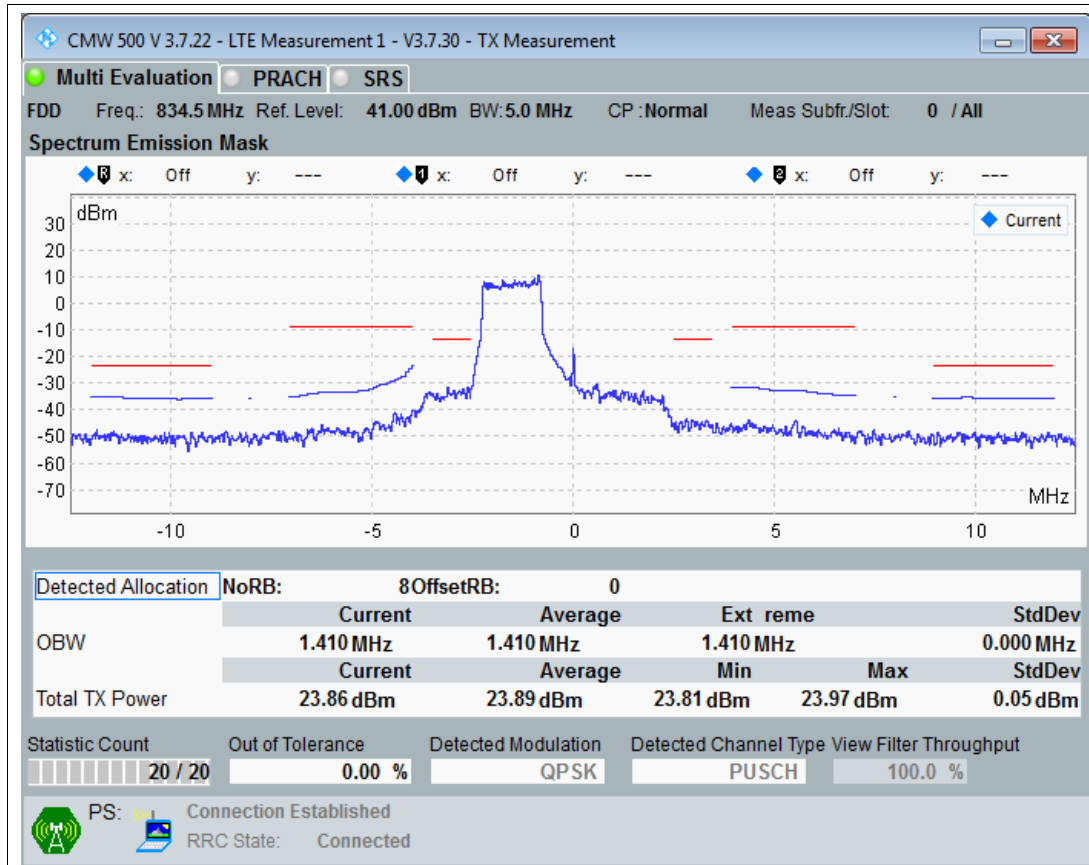 CMW 500 V 3.7.22 - LTE Measurement 1 - V3.7.30 - TX Measurement
Multi Evaluation PRACH SRS
FDD Freq.: 834.5 MHz Ref. Level: 41.00 dBm BW: 5.0 MHz CP : Normal Meas Subfr./Slot: 0 / All
Spectrum Emission Mask
R x: Off y: --- 1 x: Off y: --- 2 x: Off y: ---
dBm
Current
30
20
10
0
-10
-20
-30
-40
-50
-60
-70
MHz
-10 -5 0 5 10
Detected Allocation NoRB: 8 OffsetRB: 0
Current Average Ext reme StdDev
OBW 1.410 MHz 1.410 MHz 1.410 MHz 0.000 MHz
Current Average Min Max StdDev
Total TX Power 23.86 dBm 23.89 dBm 23.81 dBm 23.97 dBm 0.05 dBm
Statistic Count Out of Tolerance Detected Modulation Detected Channel Type View Filter Throughput
20 / 20 0.00 % QPSK PUSCH 100.0 %
PS: Connection Established
RRC State: Connected